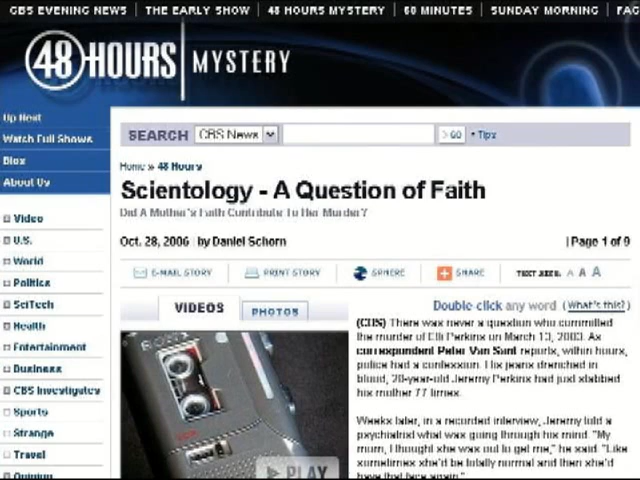 CBS EVENING NEWS | THE EARLY SHOW | 48 HOURS MYSTERY | 60 MINUTES | SUNDAY MORNING | FAC
48 HOURS | MYSTERY
Up Next
Watch Full Shows
Blog
About Us
SEARCH CBS News GO • Tips
Home » 48 Hours
Scientology - A Question of Faith
Did A Mother's Faith Contribute To Her Murder?
Oct. 28, 2006 | by Daniel Schorn
| Page 1 of 9
E-MAIL STORY
PRINT STORY
SPHERE
SHARE
TEXT SIZE: A A A
Video
U.S.
World
Politics
SciTech
Health
Entertainment
Business
CBS Investigates
Sports
Strange
Travel
Opinion
VIDEOS
PHOTOS
SONY
PLAY
Double-click any word (What's this?)
(CBS) There was never a question who committed
the murder of Elli Perkins on March 13, 2003. As
correspondent Peter Van Sant reports, within hours,
police had a confession. His jeans drenched in
blood, 28-year-old Jeremy Perkins had just stabbed
his mother 77 times.
Weeks later, in a recorded interview, Jeremy told a
psychiatrist what was going through his mind. "My
mom, I thought she was out to get me," he said. "Like
sometimes she'd be totally normal and then she'd
have that face again."